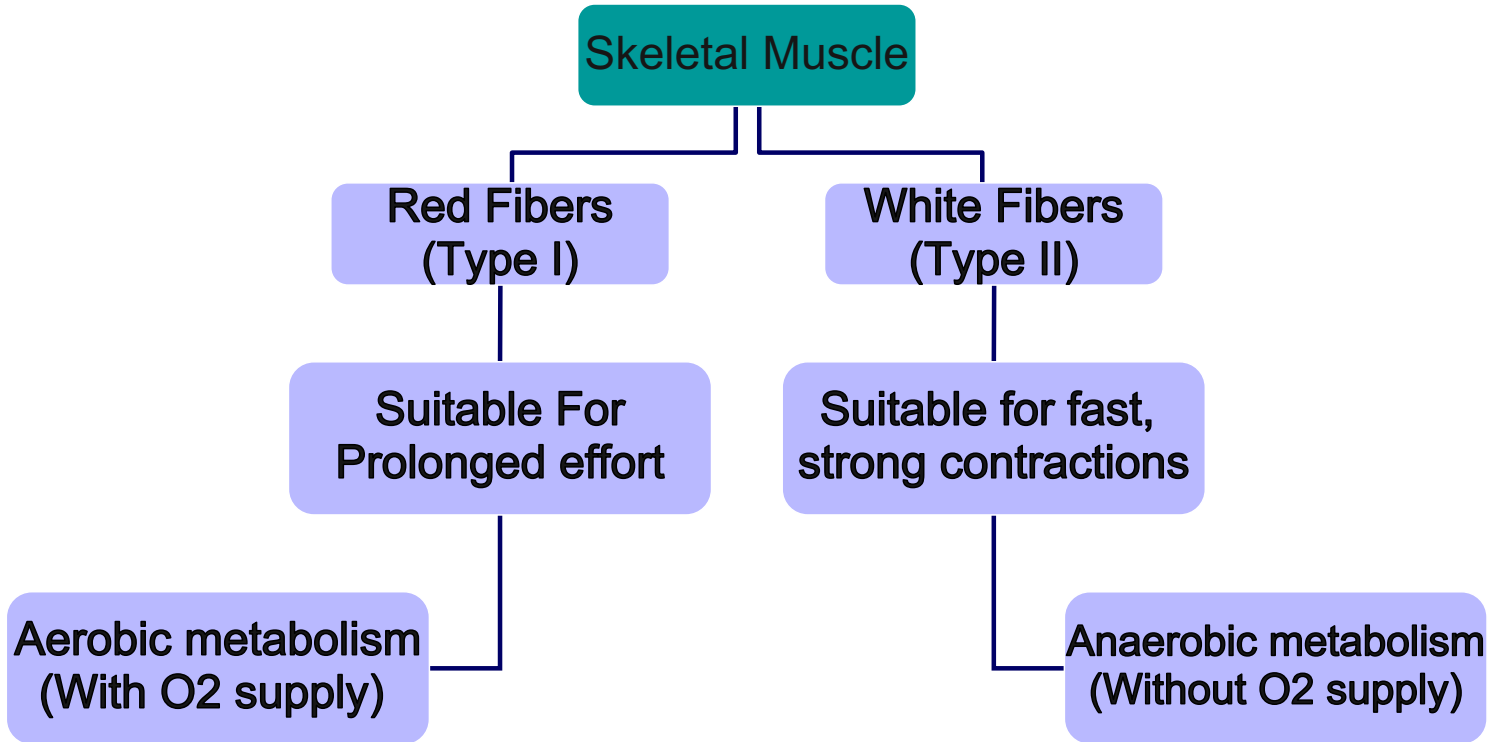 Skeletal Muscle
Red Fibers
(Type I)
White Fibers
(Type II)
Suitable For
Prolonged effort
Suitable for fast,
strong contractions
Aerobic metabolism
(With O2 supply)
Anaerobic metabolism
(Without O2 supply)